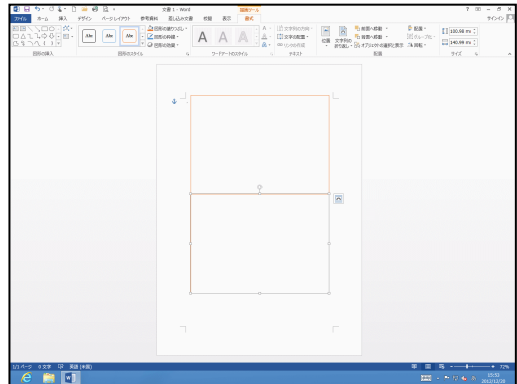 文書 1 - Word
描画ツール
ファイル ホーム 挿入 デザイン ページレイアウト 参考資料 差し込み文書 校閲 表示 書式 サインイン
Abc Abc Abc
図形の塗りつぶし
図形の枠線
図形の効果
A A A
文字列の方向
文字の配置
リンクの作成
位置
文字列の
折り返し
前面へ移動
背面へ移動
オブジェクトの選択と表示
配置
グループ化
回転
100.98 mm
140.99 mm
図形の挿入 図形のスタイル ワードアートのスタイル テキスト 配置 サイズ
1/1 ページ 0 文字 英語 (米国) 72%
15:52
2012/12/20